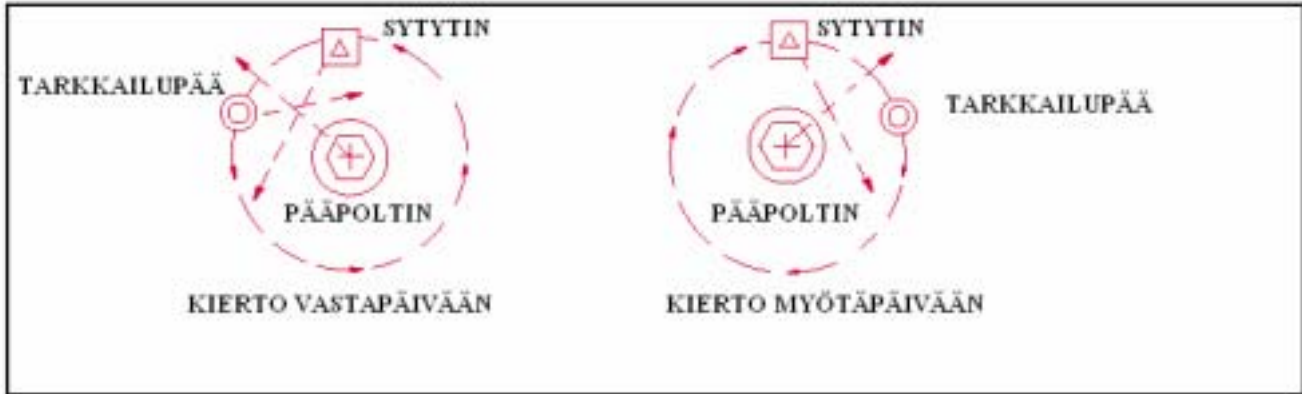 SYTYTIN
TARKKAILUPÄÄ
PÄÄPOLTIN
KIERTO VASTAPÄIVÄÄN
SYTYTIN
TARKKAILUPÄÄ
PÄÄPOLTIN
KIERTO MYÖTÄPÄIVÄÄN